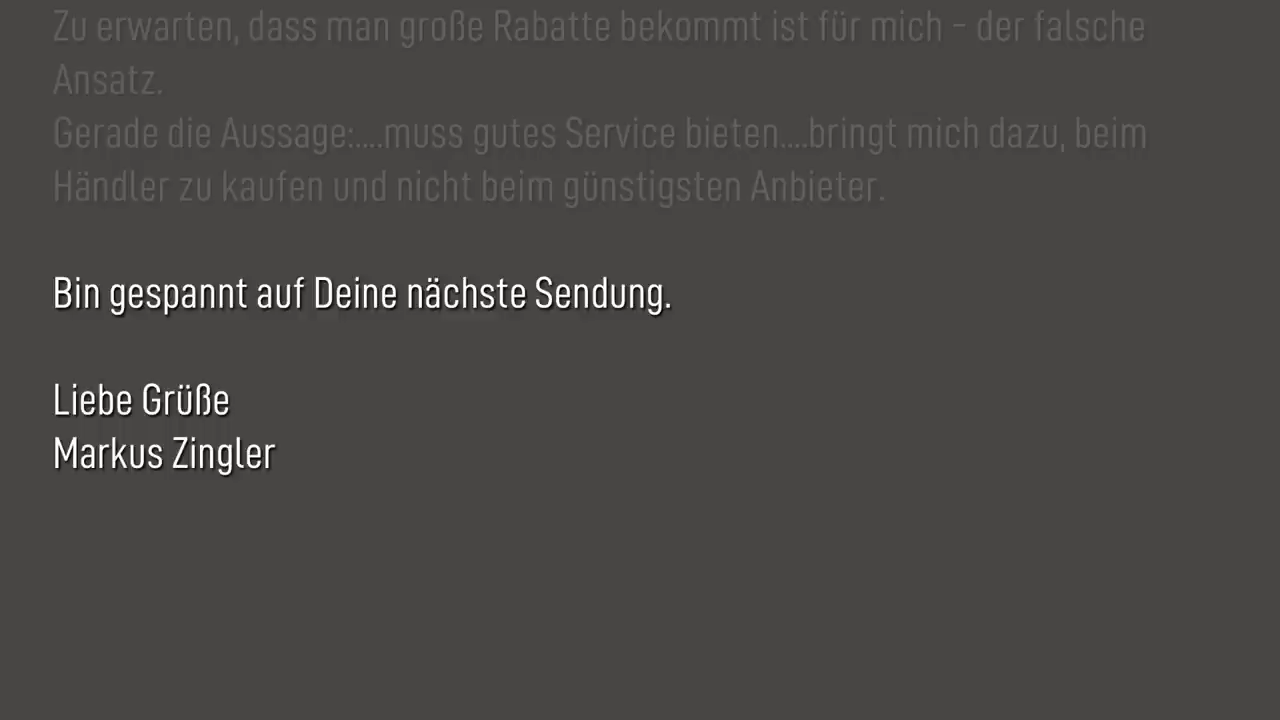 Zu erwarten, dass man große Rabatte bekommt ist für mich - der falsche
Ansatz.
Gerade die Aussage:....muss gutes Service bieten....bringt mich dazu, beim
Händler zu kaufen und nicht beim günstigsten Anbieter.
Bin gespannt auf Deine nächste Sendung.
Liebe Grüße
Markus Zingler